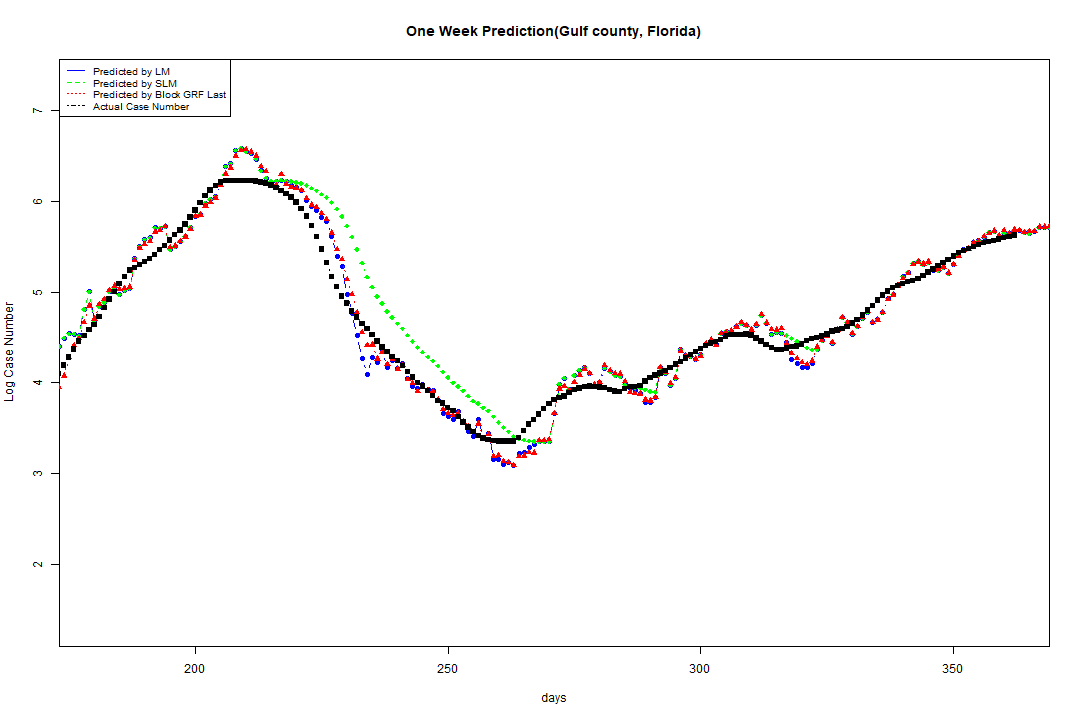 One Week Prediction(Gulf county, Florida)
Predicted by LM
Predicted by SLM
Predicted by Block GRF Last
Actual Case Number
7
6
5
4
3
2
Log Case Number
200 250 300 350
days